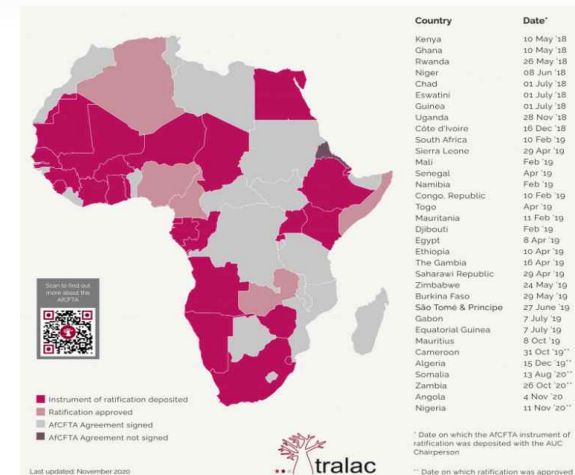 Country Date*
Kenya 10 May '18
Ghana 10 May '18
Rwanda 26 May '18
Niger 08 Jun '18
Chad 01 July '18
Eswatini 01 July '18
Guinea 01 July '18
Uganda 28 Nov '18
Côte d'Ivoire 16 Dec '18
South Africa 10 Feb '19
Sierra Leone 29 Apr '19
Mali Feb '19
Senegal Apr '19
Namibia Feb '19
Congo, Republic 10 Feb '19
Togo Apr '19
Mauritania 11 Feb '19
Djibouti Feb '19
Egypt 8 Apr '19
Ethiopia 10 Apr '19
The Gambia 16 Apr '19
Saharawi Republic 29 Apr '19
Zimbabwe 24 May '19
Burkina Faso 29 May '19
São Tomé & Principe 27 June '19
Gabon 7 July '19
Equatorial Guinea 7 July '19
Mauritius 8 Oct '19
Cameroon 31 Oct '19**
Algeria 15 Dec '19**
Somalia 13 Aug '20**
Zambia 26 Oct '20**
Angola 4 Nov '20
Nigeria 11 Nov '20**
* Date on which the AfCFTA instrument of
ratification was deposited with the AUC
Chairperson
** Date on which ratification was approved
Scan to find out
more about the
AfCFTA
Instrument of ratification deposited
Ratification approved
AfCFTA Agreement signed
AfCFTA Agreement not signed
Last updated: November 2020
tralac